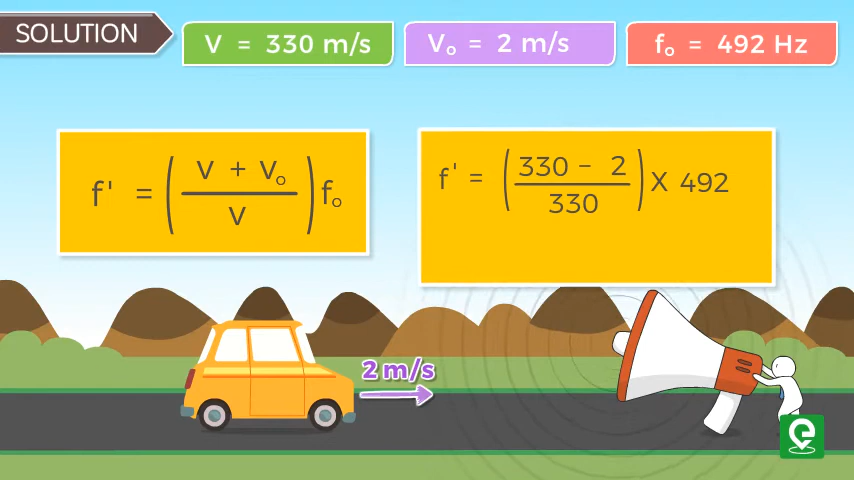 SOLUTION
V = 330 m/s
Vₒ = 2 m/s
fₒ = 492 Hz
f' = ( V + Vₒ / V ) fₒ
f' = ( 330 - 2 / 330 ) X 492
2 m/s